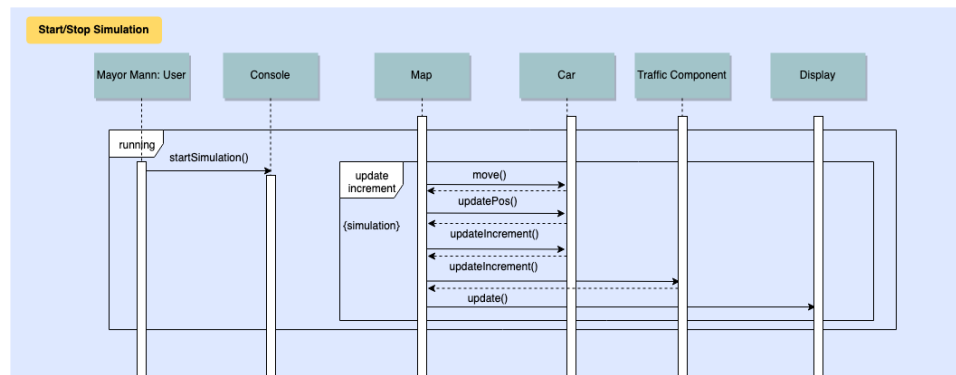 Start/Stop Simulation
Mayor Mann: User
Console
Map
Car
Traffic Component
Display
running
startSimulation()
update
increment
move()
updatePos()
{simulation}
updateIncrement()
updateIncrement()
update()